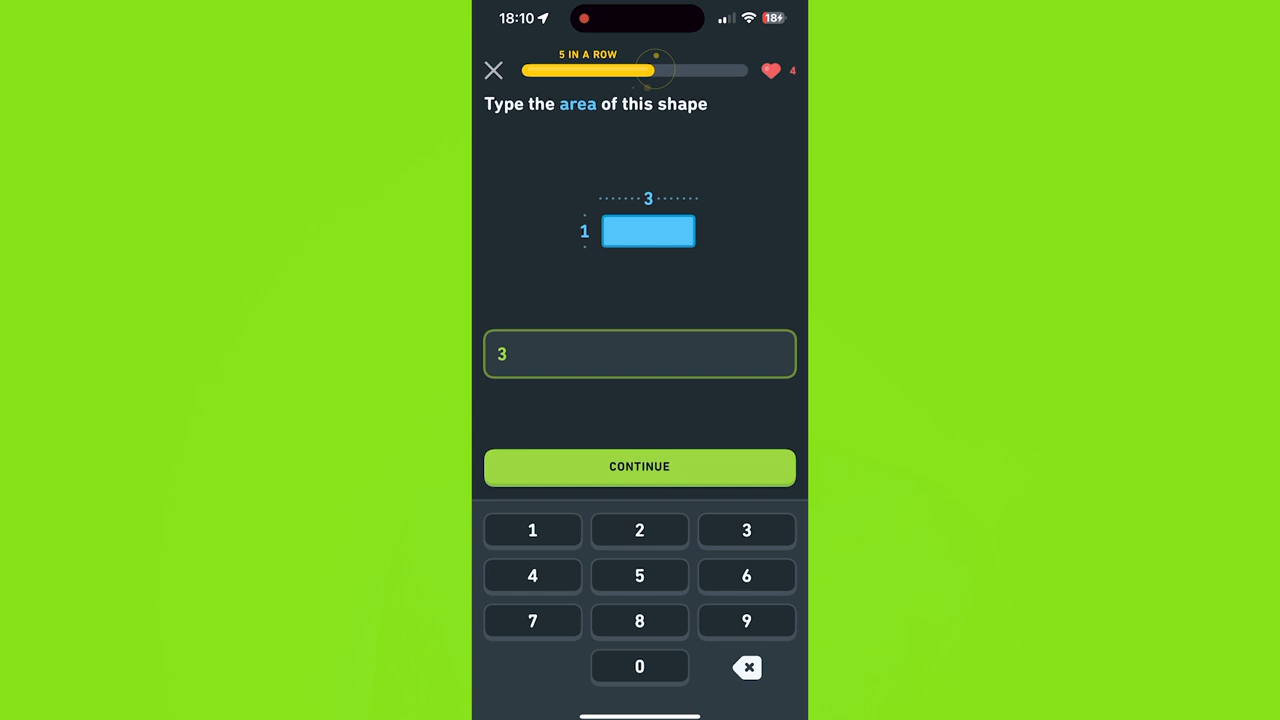 18:10
18
5 IN A ROW
4
Type the area of this shape
3
1
3
CONTINUE
1 2 3
4 5 6
7 8 9
0